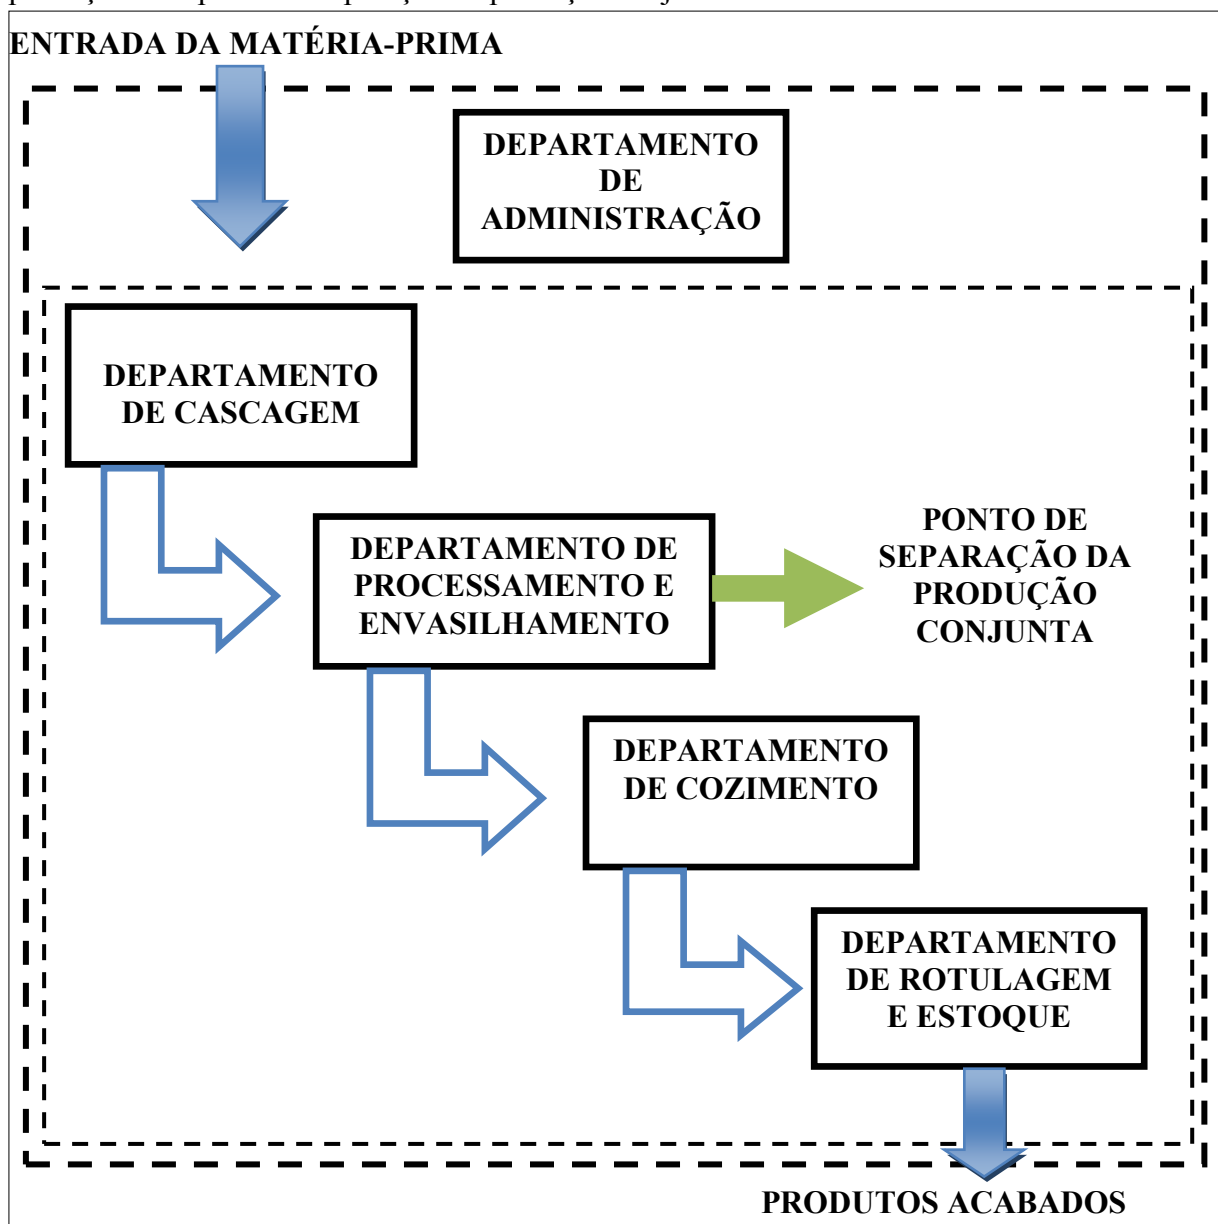 ENTRADA DA MATÉRIA-PRIMA
DEPARTAMENTO
DE
ADMINISTRAÇÃO
DEPARTAMENTO
DE CASCAGEM
DEPARTAMENTO DE
PROCESSAMENTO E
ENVASILHAMENTO
PONTO DE
SEPARAÇÃO DA
PRODUÇÃO
CONJUNTA
DEPARTAMENTO
DE COZIMENTO
DEPARTAMENTO
DE ROTULAGEM
E ESTOQUE
PRODUTOS ACABADOS